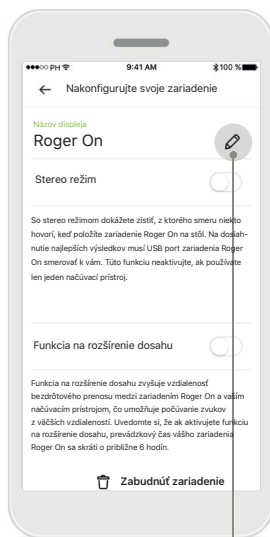 PH 9:41 AM 100 %
Nakonfigurujte svoje zariadenie
Názov displeja
Roger On
Stereo režim
So stereo režimom dokážete zistiť, z ktorého smeru niekto
hovorí, keď položíte zariadenie Roger On na stôl. Na dosiah-
nutie najlepších výsledkov musí USB port zariadenia Roger
On smerovať k vám. Túto funkciu neaktivujte, ak používate
len jeden načúvací prístroj.
Funkcia na rozšírenie dosahu
Funkcia na rozšírenie dosahu zvyšuje vzdialenosť
bezdrôtového prenosu medzi zariadením Roger On a vaším
načúvacím prístrojom, čo umožňuje počúvanie zvukov
z väčších vzdialeností. Uvedomte si, že ak aktivujete funkciu
na rozšírenie dosahu, prevádzkový čas vášho zariadenia
Roger On sa skráti o približne 6 hodín.
Zabudnúť zariadenie